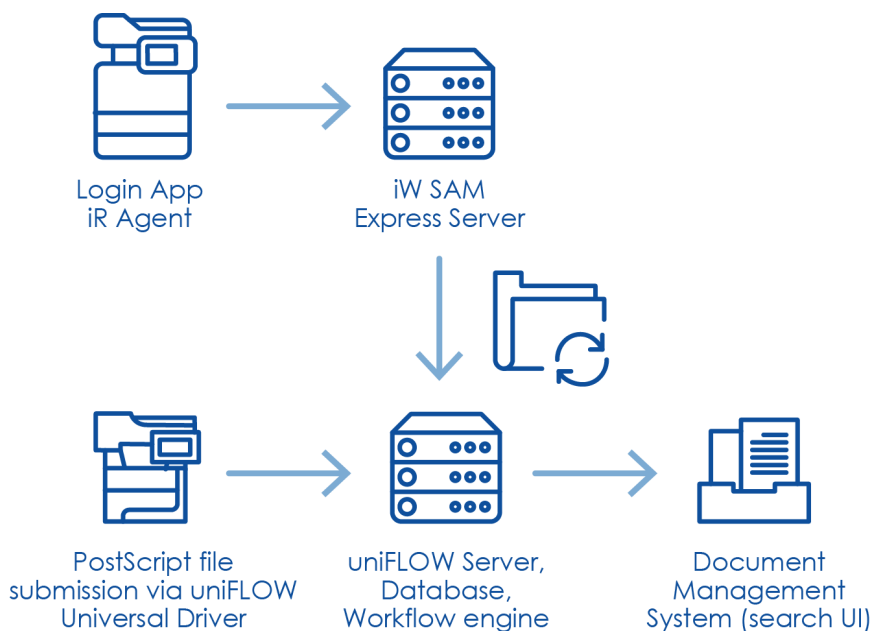 Login App
iR Agent
iW SAM
Express Server
PostScript file
submission via uniFLOW
Universal Driver
uniFLOW Server,
Database,
Workflow engine
Document
Management
System (search UI)